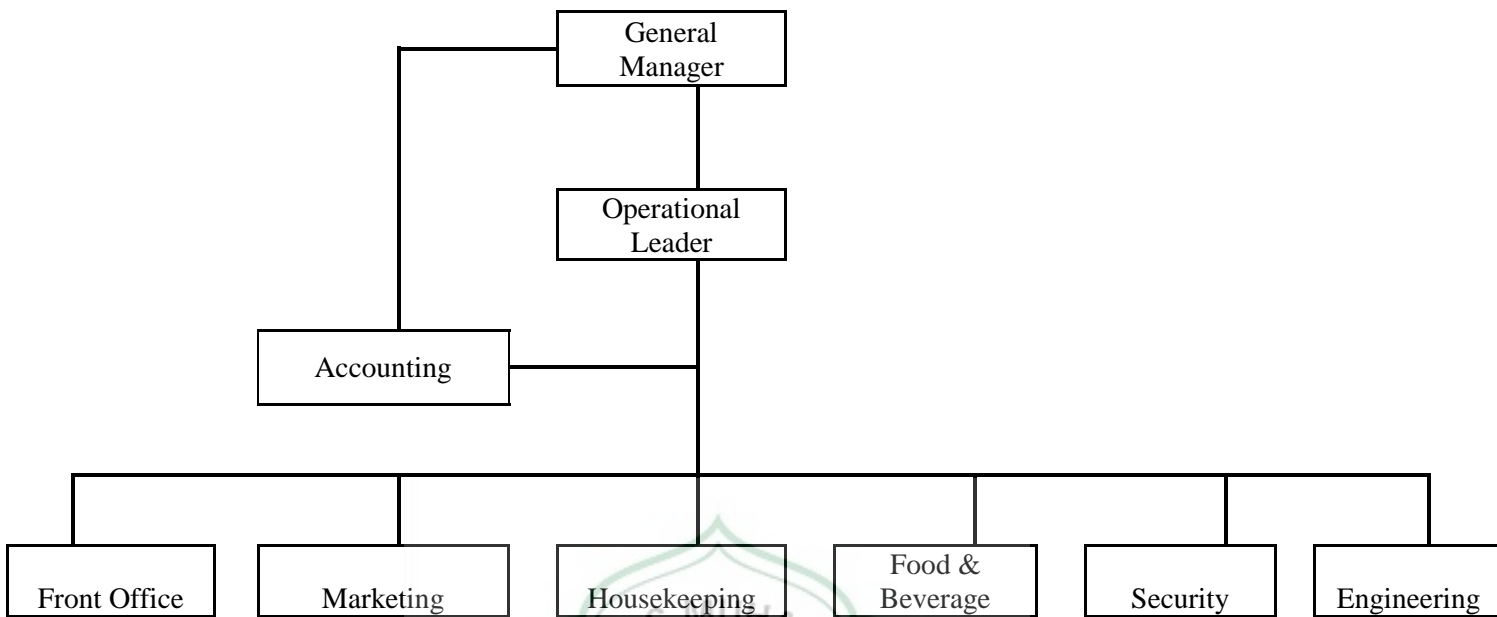 General
Manager
Operational
Leader
Accounting
Front Office
Marketing
Housekeeping
Food &
Beverage
Security
Engineering